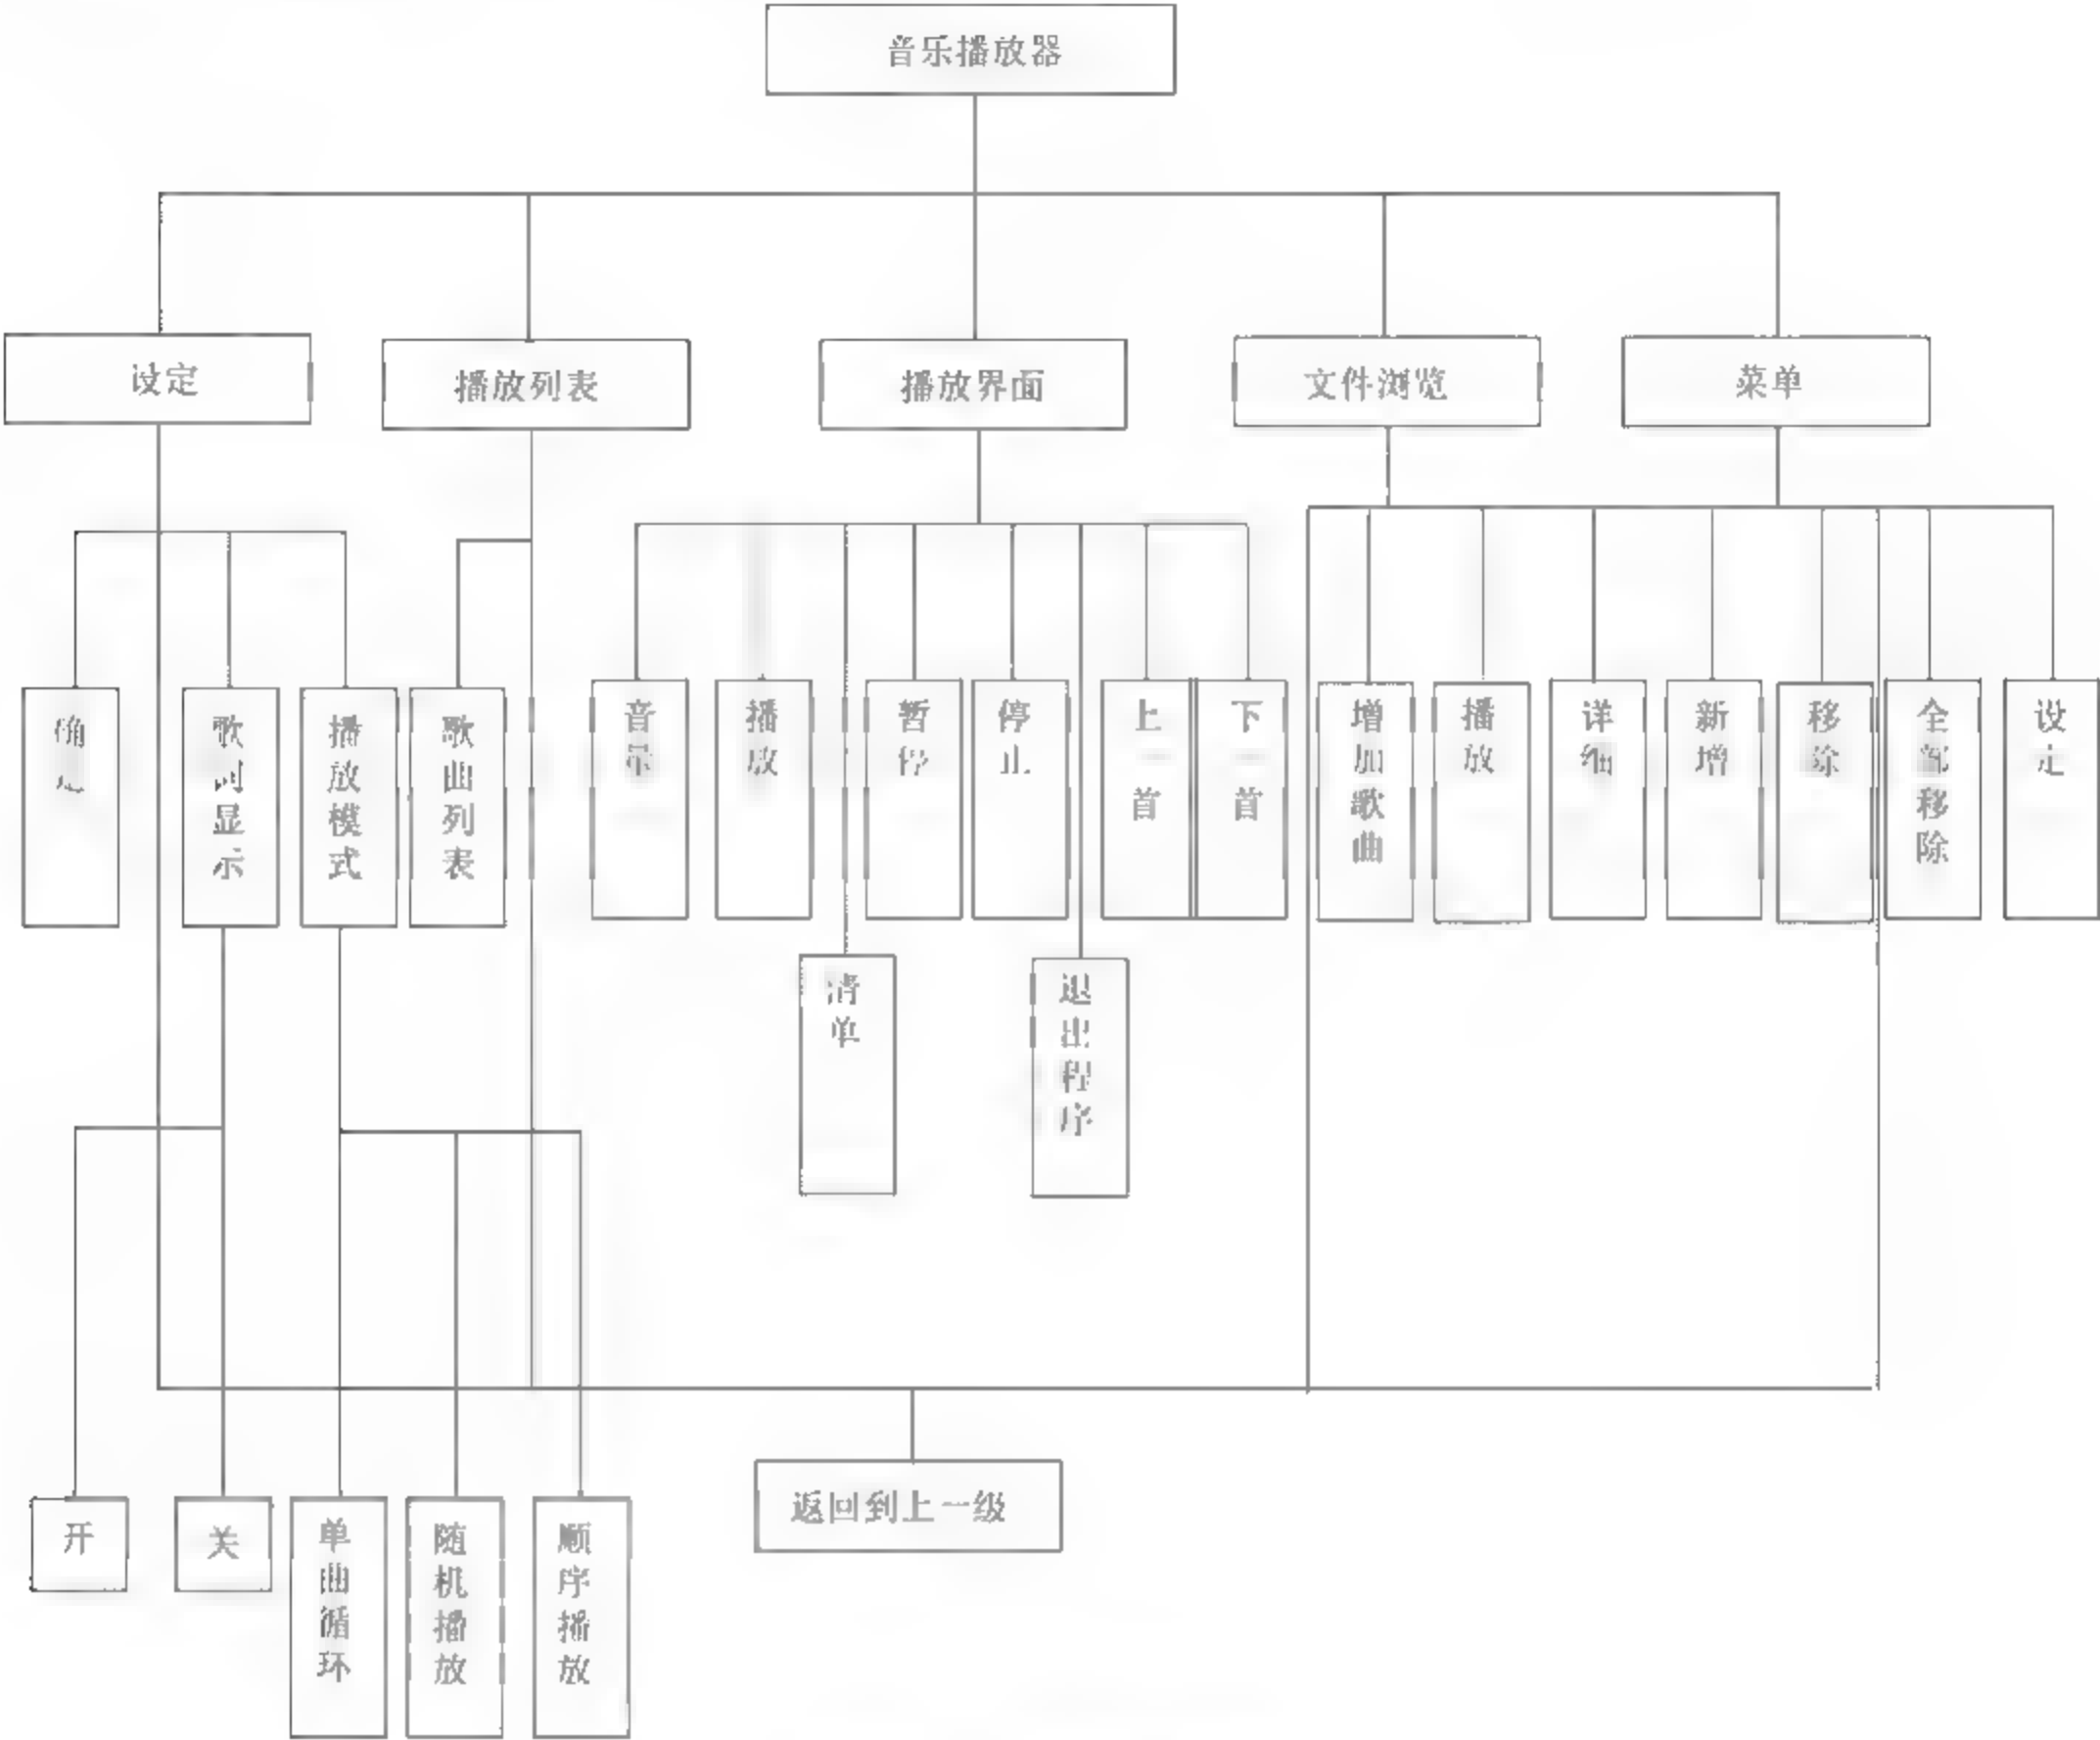 音乐播放器
设定
播放列表
播放界面
文件浏览
菜单
确定
歌词显示
播放模式
歌曲列表
音量
播放
暂停
停止
上一首
下一首
增加歌曲
播放
详细
新增
移除
全部移除
设定
清单
退出程序
开
关
单曲循环
随机播放
顺序播放
返回到上一级